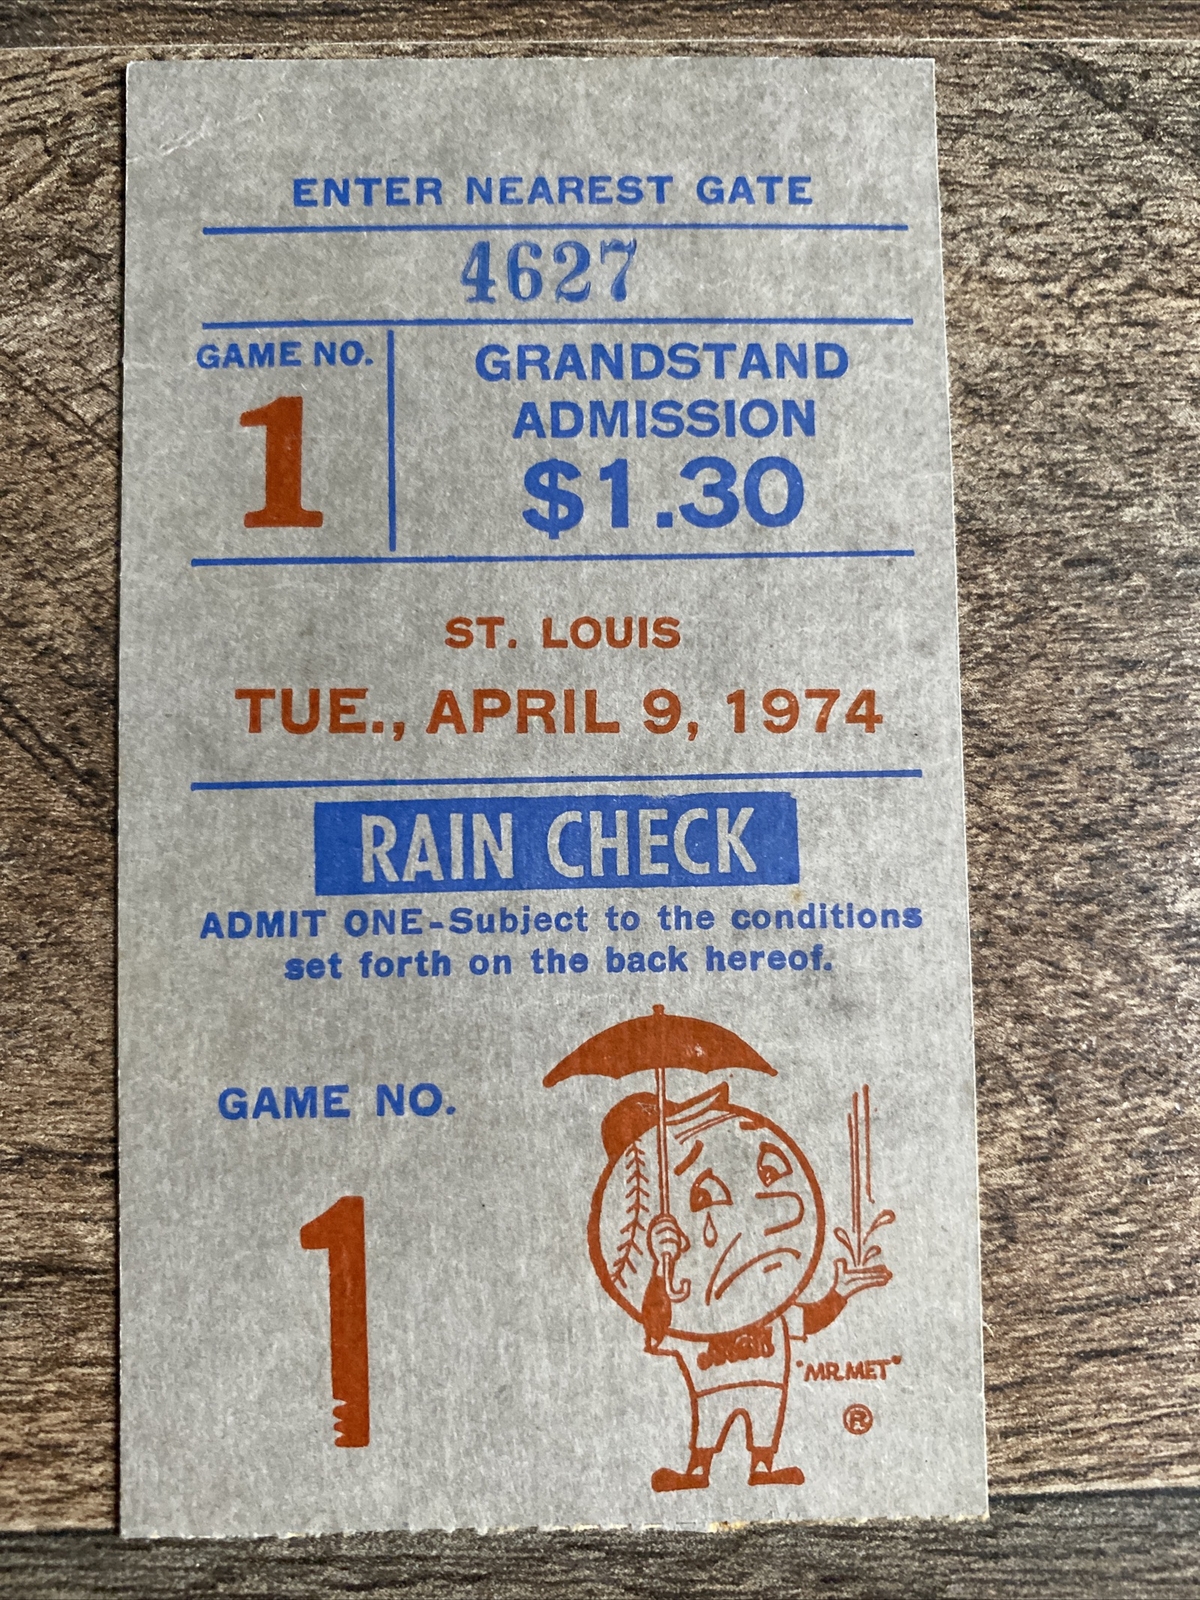 ENTER NEAREST GATE
4627
GAME NO.
1
GRANDSTAND
ADMISSION
$1.30
ST. LOUIS
TUE., APRIL 9, 1974
RAIN CHECK
ADMIT ONE-Subject to the conditions
set forth on the back hereof.
GAME NO.
1
"MR.MET"
®